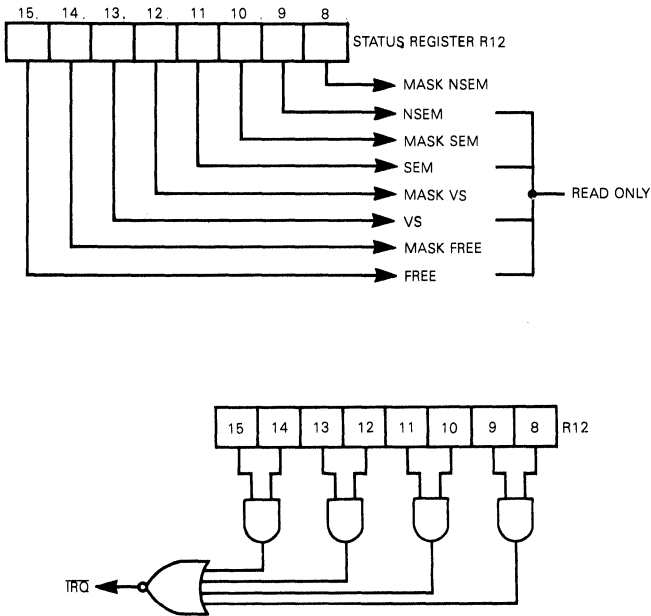 15. 14. 13. 12. 11. 10. 9. 8.
STATUS REGISTER R12
MASK NSEM
NSEM
MASK SEM
SEM
MASK VS
READ ONLY
VS
MASK FREE
FREE
15 14 13 12 11 10 9 8
R12
IRQ